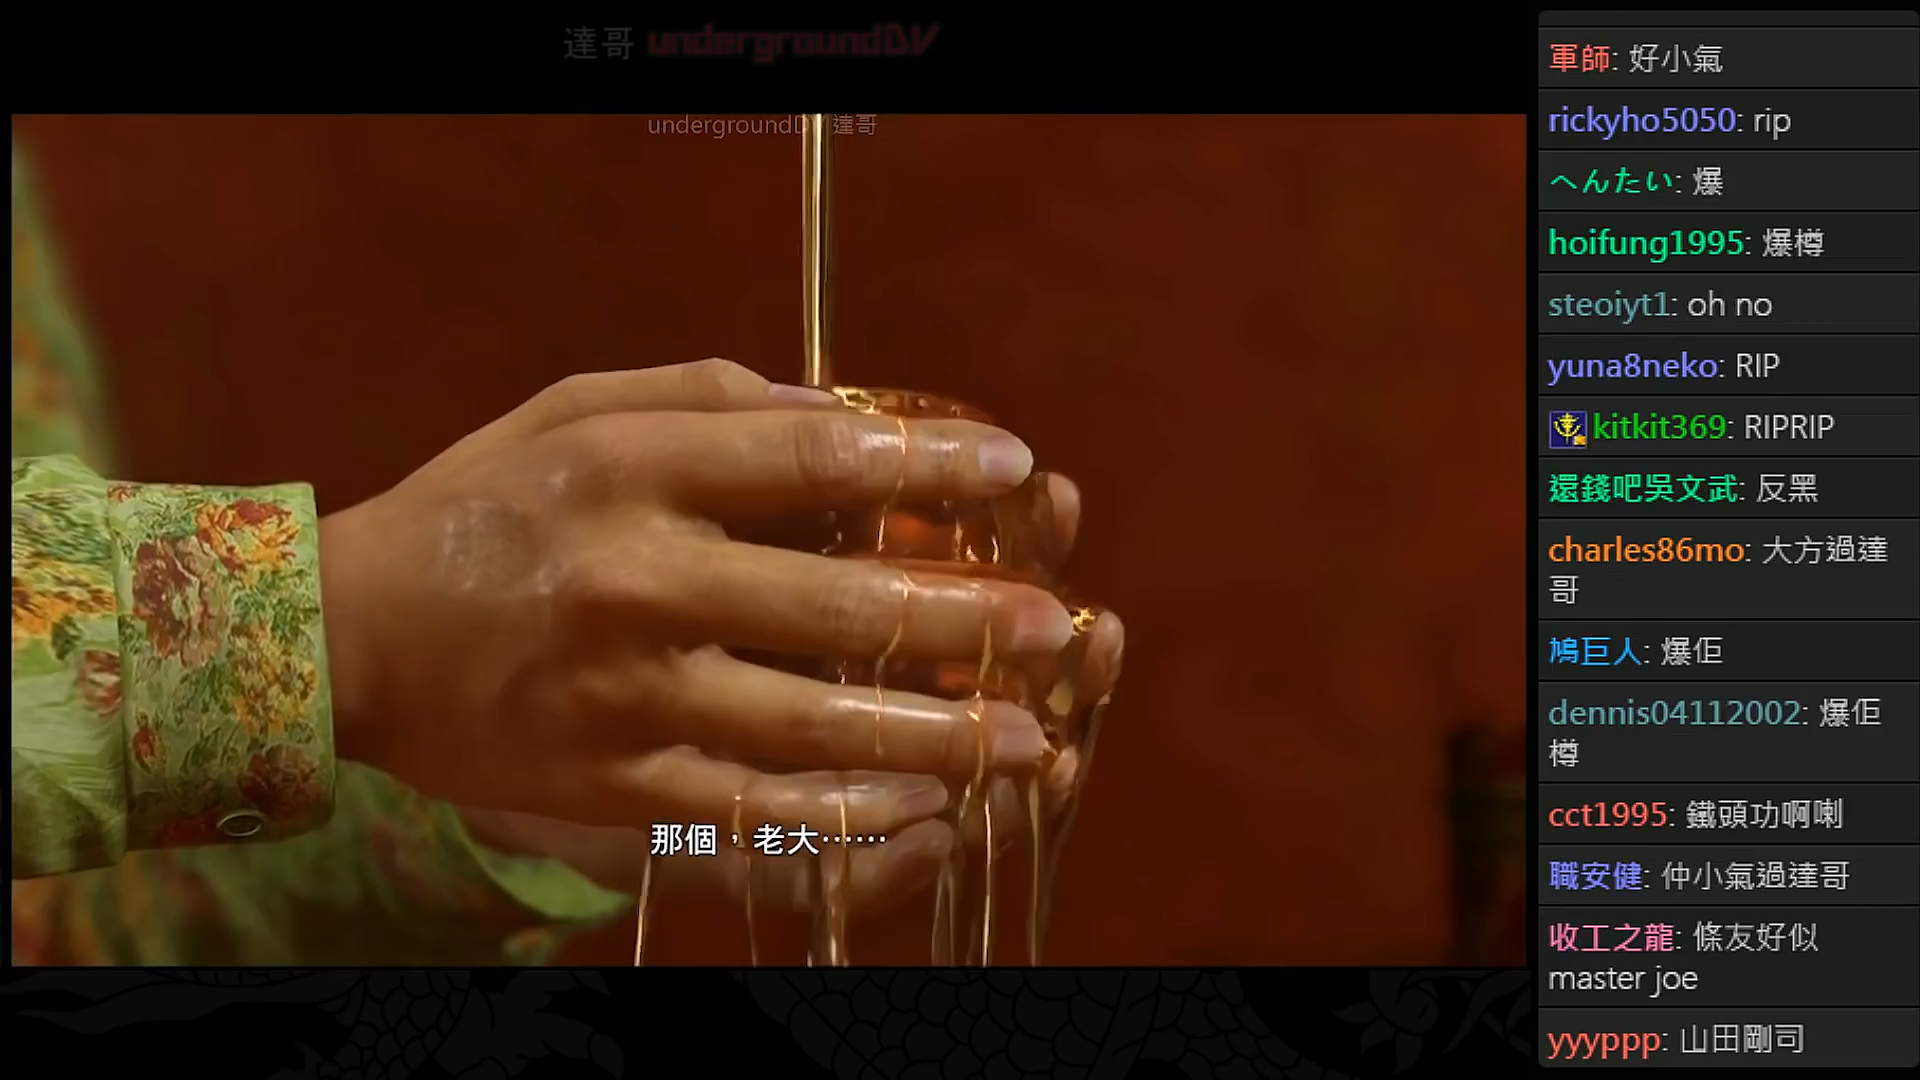 達哥 undergroundDV
undergroundDV 達哥
那個，老大……
軍師: 好小氣
rickyho5050: rip
へんたい: 爆
hoifung1995: 爆樽
steoiyt1: oh no
yuna8neko: RIP
kitkit369: RIPRIP
還錢吧吳文武: 反黑
charles86mo: 大方過達
哥
鳩巨人: 爆佢
dennis04112002: 爆佢
樽
cct1995: 鐵頭功啊喇
職安健: 仲小氣過達哥
收工之龍: 條友好似
master joe
yyyppp: 山田剛司